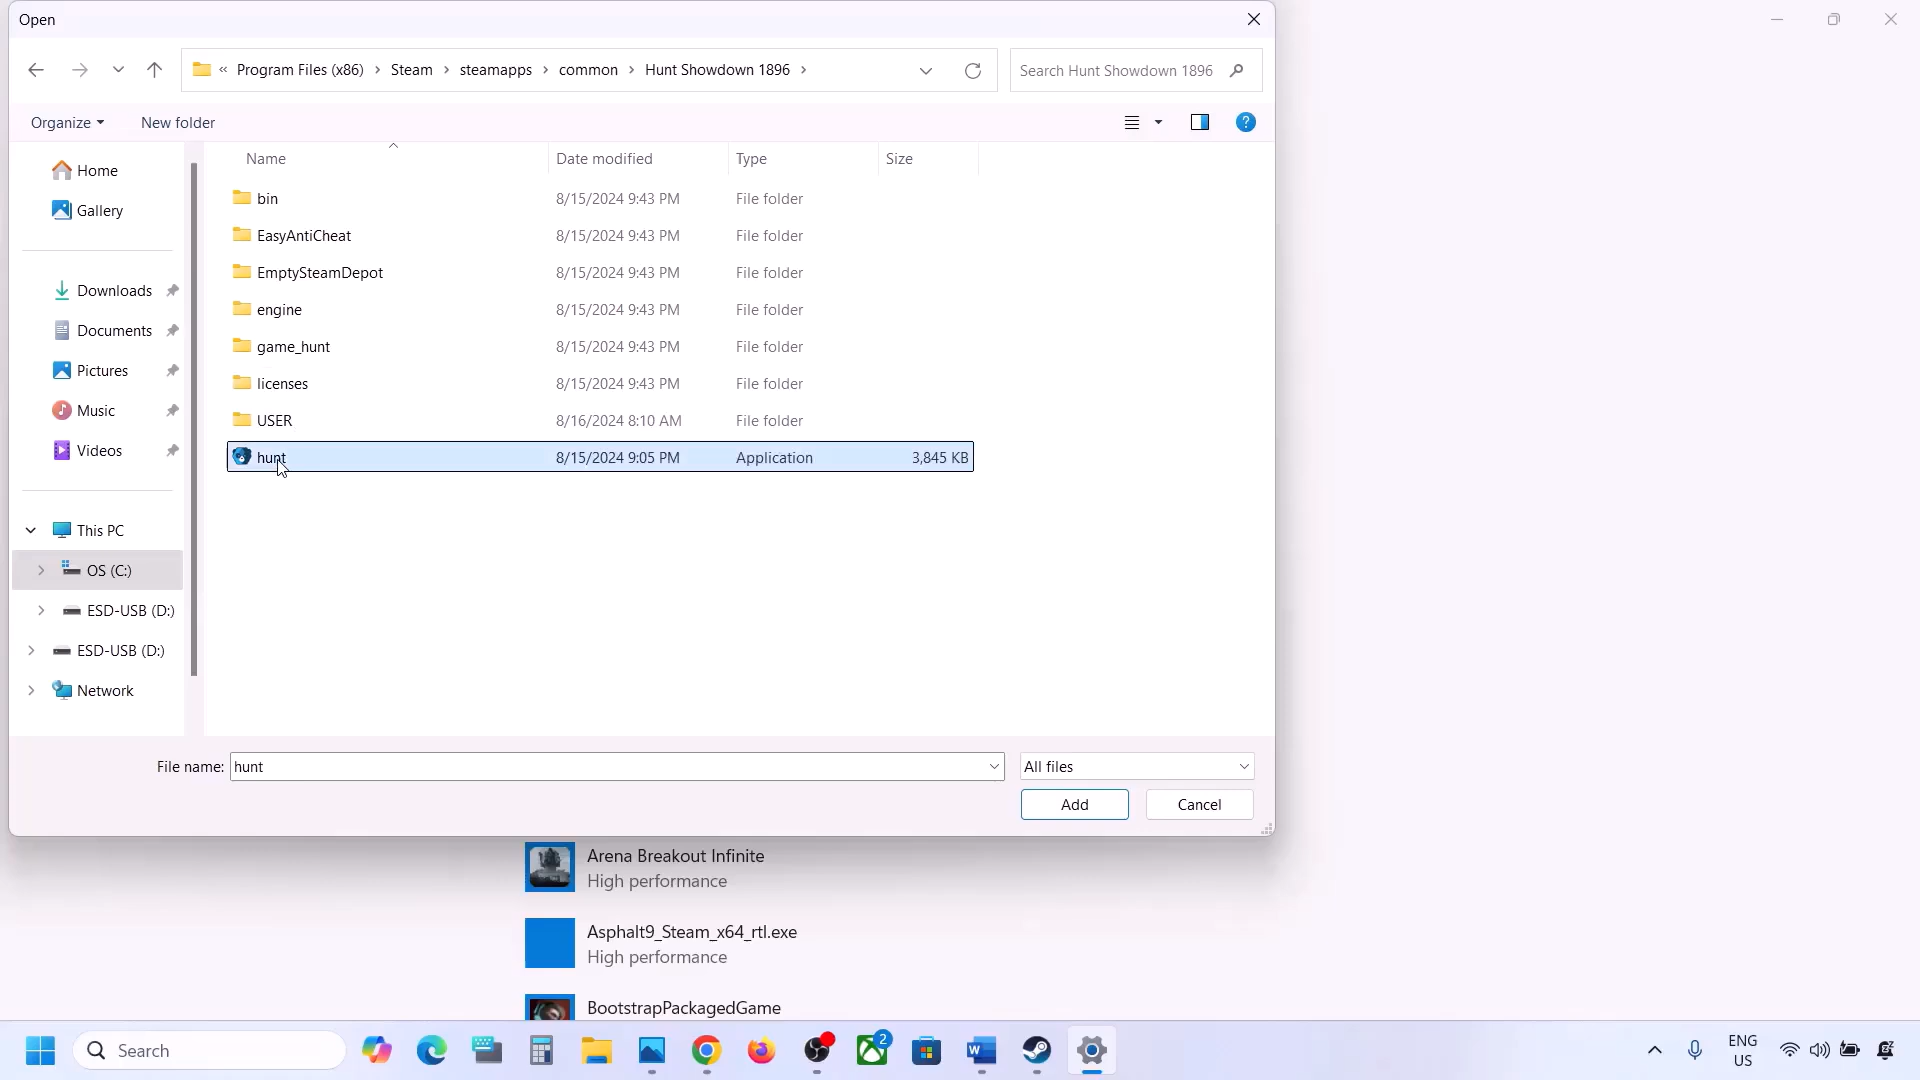 Open
« Program Files (x86) › Steam › steamapps › common › Hunt Showdown 1896 ›
Search Hunt Showdown 1896
Organize
New folder
Name Date modified Type Size
Home
Gallery
Downloads
Documents
Pictures
Music
Videos
This PC
OS (C:)
ESD-USB (D:)
ESD-USB (D:)
Network
bin 8/15/2024 9:43 PM File folder
EasyAntiCheat 8/15/2024 9:43 PM File folder
EmptySteamDepot 8/15/2024 9:43 PM File folder
engine 8/15/2024 9:43 PM File folder
game_hunt 8/15/2024 9:43 PM File folder
licenses 8/15/2024 9:43 PM File folder
USER 8/16/2024 8:10 AM File folder
hunt 8/15/2024 9:05 PM Application 3,845 KB
File name: hunt
All files
Add
Cancel
Arena Breakout Infinite
High performance
Asphalt9_Steam_x64_rtl.exe
High performance
BootstrapPackagedGame
Search
2
ENG
US